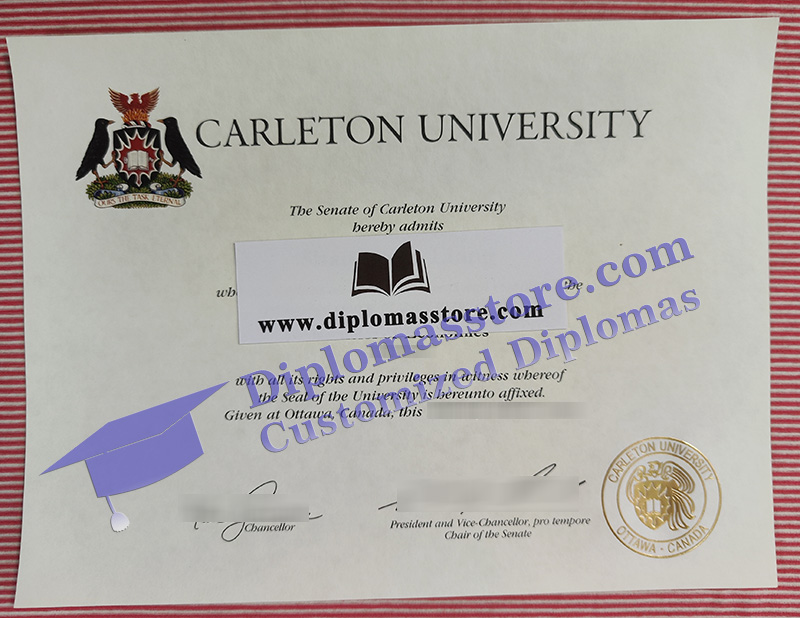 CARLETON UNIVERSITY
OURS THE TASK ETERNAL
The Senate of Carleton University
hereby admits
www.diplomasstore.com
Diplomasstore.com
Customized Diplomas
with all its rights and privileges in witness whereof
the Seal of the University is hereunto affixed.
Given at Ottawa, Canada, this
Chancellor
President and Vice-Chancellor, pro tempore
Chair of the Senate
CARLETON UNIVERSITY
OTTAWA · CANADA